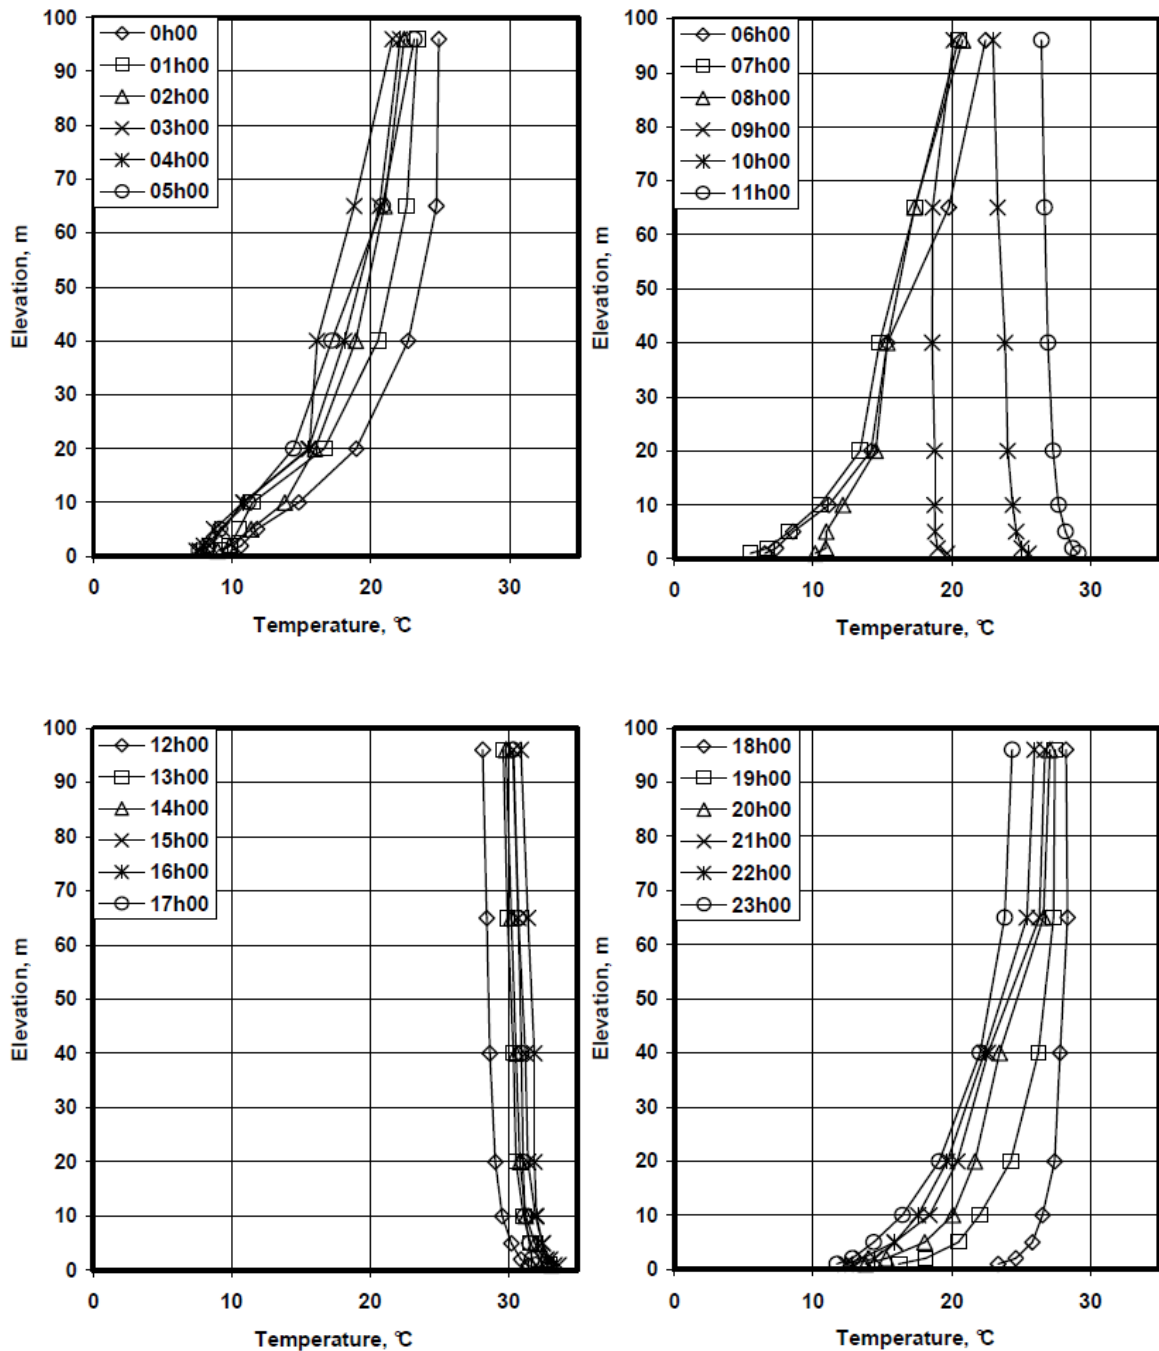 100
90
80
70
60
50
40
30
20
10
0
Elevation, m
0h00
01h00
02h00
03h00
04h00
05h00
0 10 20 30
Temperature, °C
100
90
80
70
60
50
40
30
20
10
0
Elevation, m
06h00
07h00
08h00
09h00
10h00
11h00
0 10 20 30
Temperature, °C
100
90
80
70
60
50
40
30
20
10
0
Elevation, m
12h00
13h00
14h00
15h00
16h00
17h00
0 10 20 30
Temperature, °C
100
90
80
70
60
50
40
30
20
10
0
Elevation, m
18h00
19h00
20h00
21h00
22h00
23h00
0 10 20 30
Temperature, °C